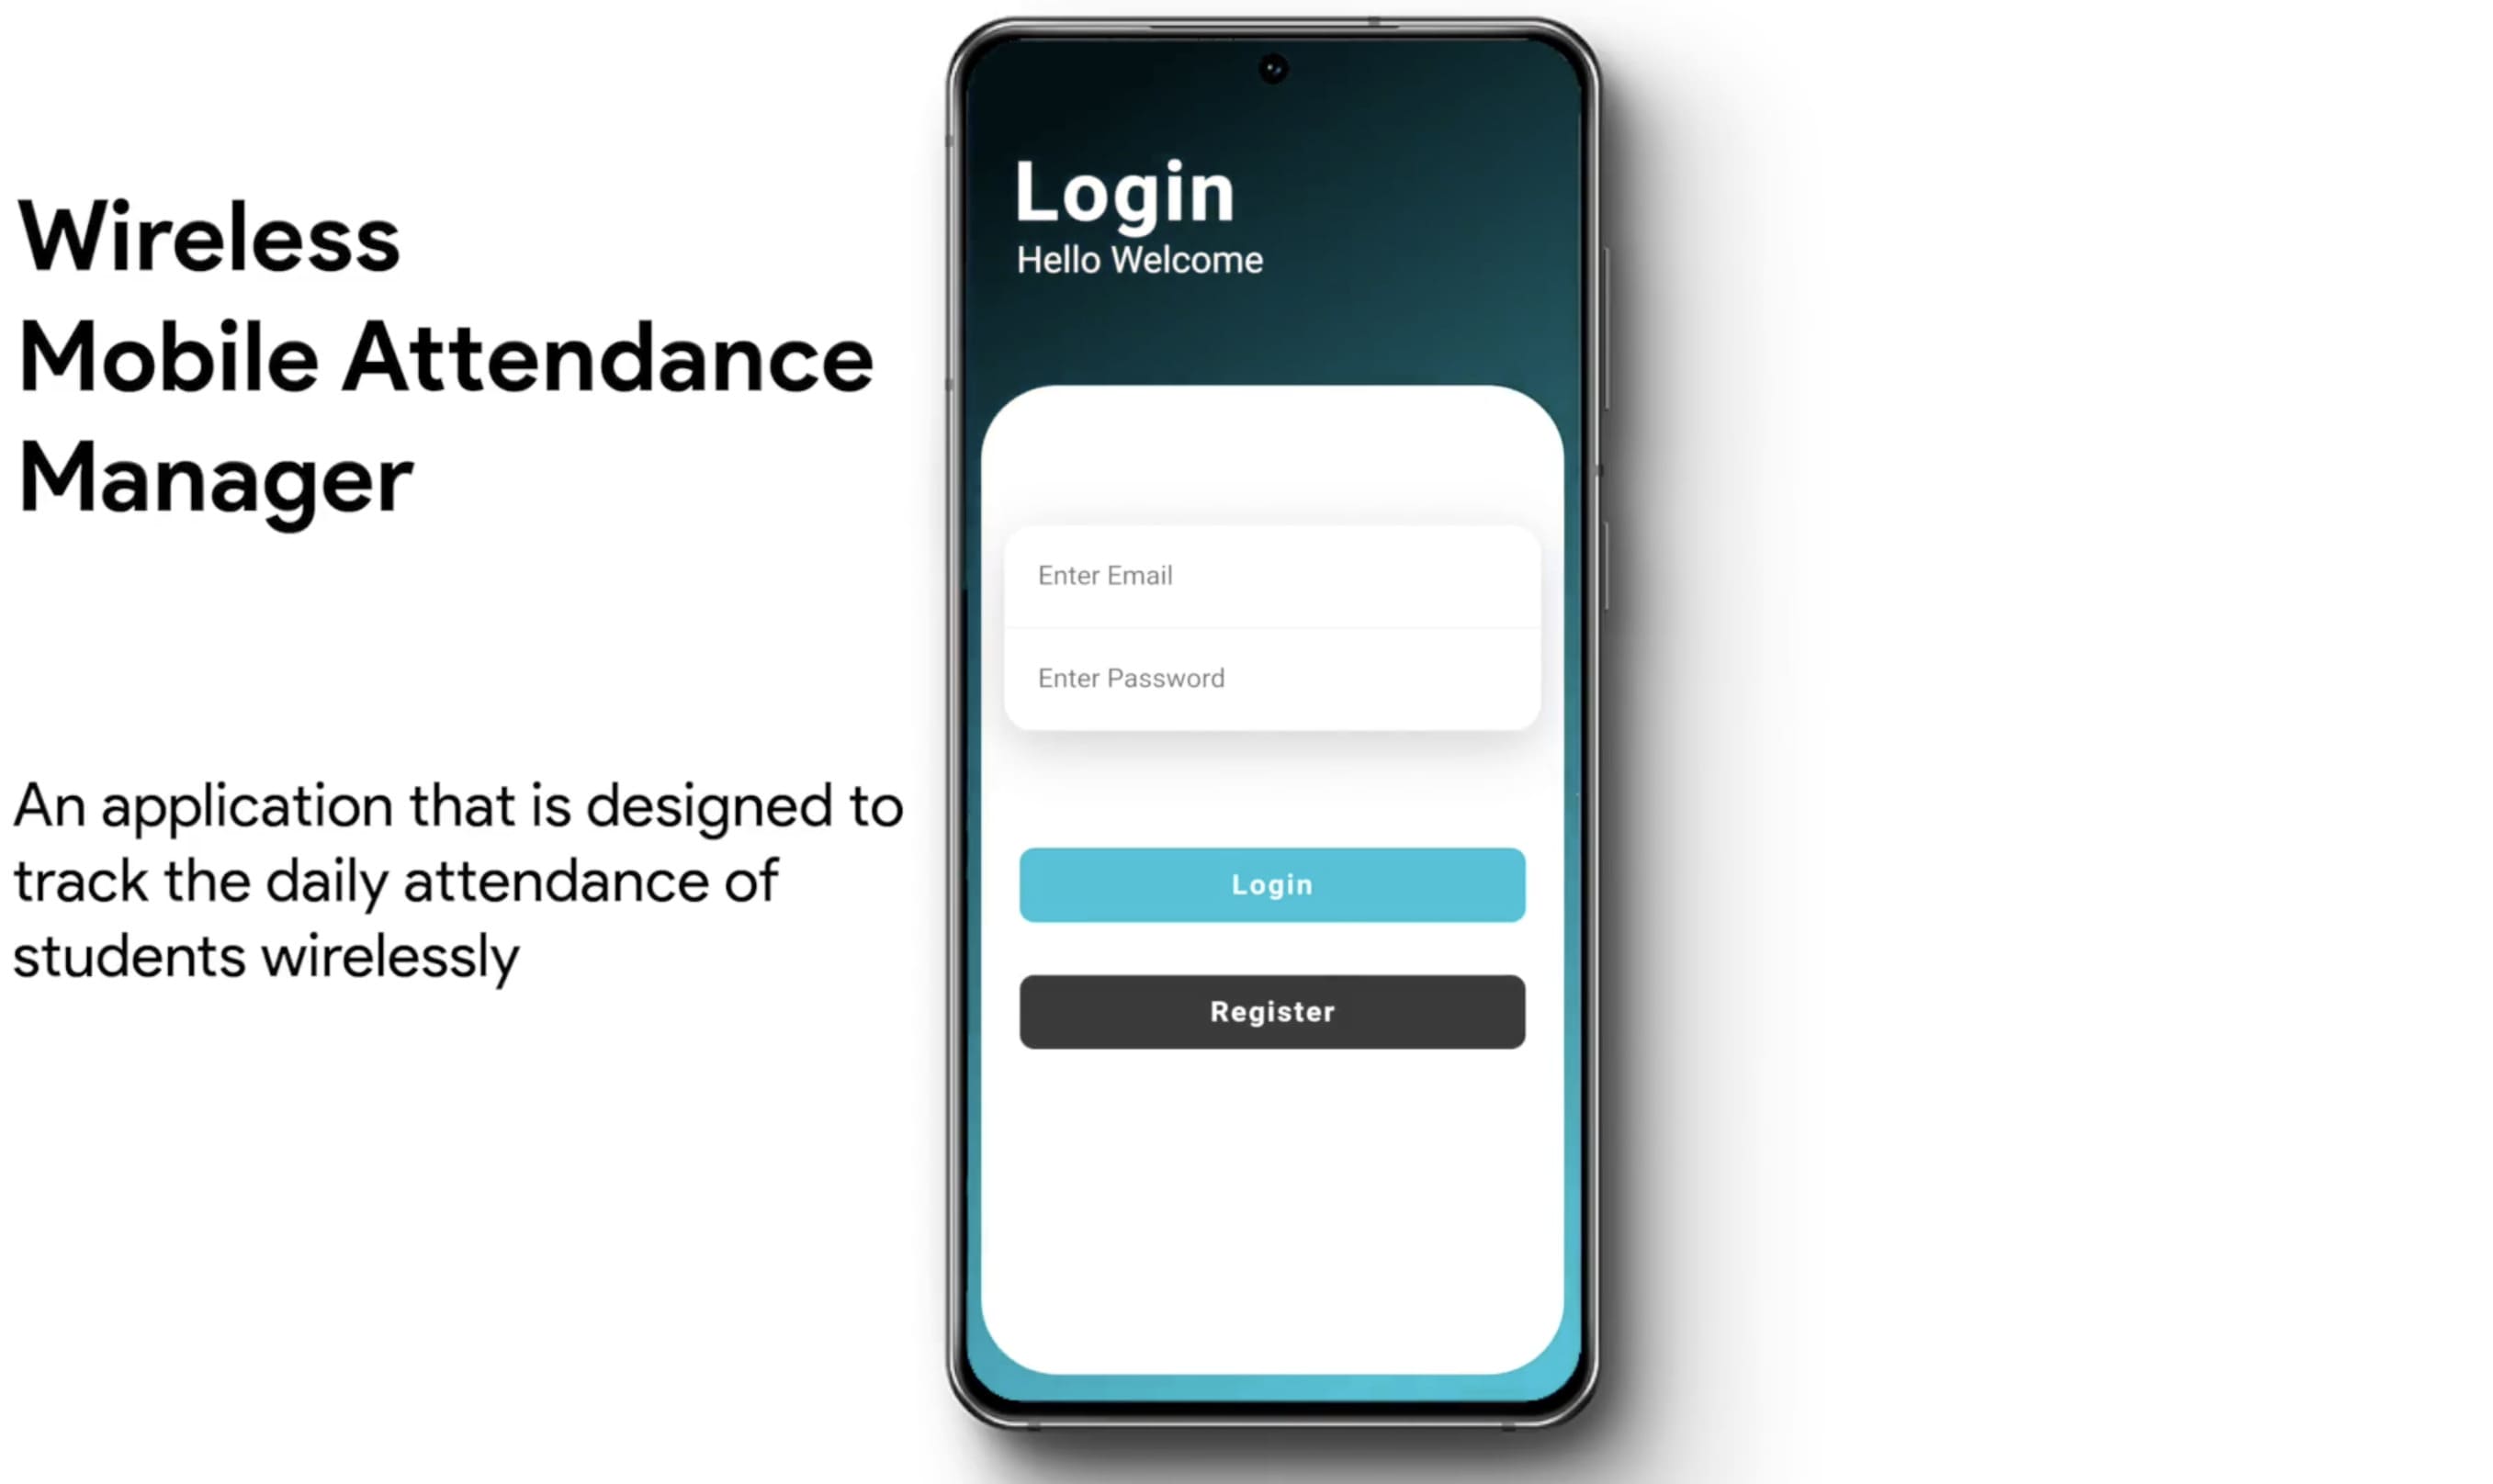 Wireless
Mobile Attendance
Manager
An application that is designed to
track the daily attendance of
students wirelessly
Login
Hello Welcome
Enter Email
Enter Password
Login
Register